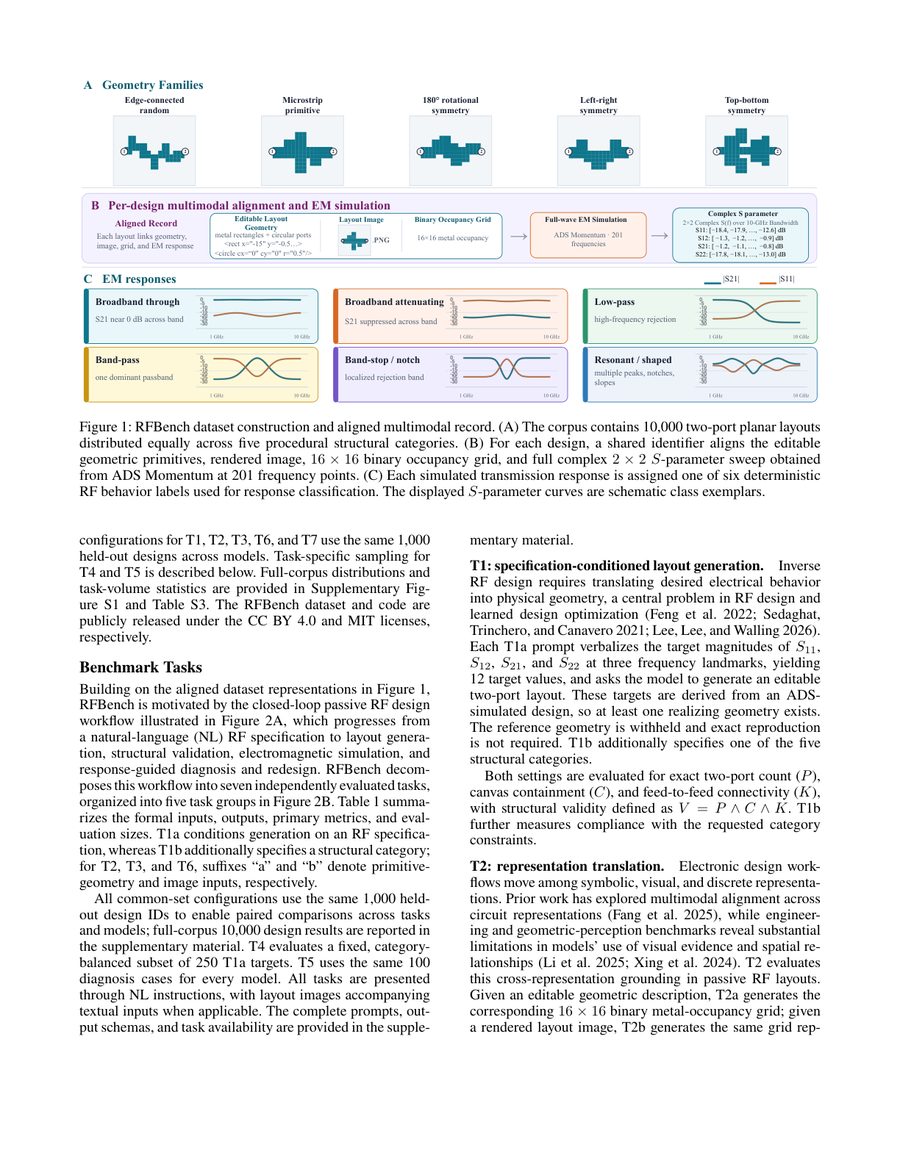 A Geometry Families
Edge-connected random
Microstrip primitive
180° rotational symmetry
Left-right symmetry
Top-bottom symmetry
B Per-design multimodal alignment and EM simulation
Aligned Record
Each layout links geometry,
image, grid, and EM response
Editable Layout
Geometry
metal rectangles + circular ports
<rect x="-15" y="-0.5…>
<circle cx="0" cy="0" r="0.5"/>
Layout Image
.PNG
Binary Occupancy Grid
16×16 metal occupancy
Full-wave EM Simulation
ADS Momentum · 201
frequencies
Complex S parameter
2×2 Complex S(f) over 10-GHz Bandwidth
S11: [−18.4, −17.9, …, −12.6] dB
S12: [−1.3, −1.2, …, −0.9] dB
S21: [−1.2, −1.1, …, −0.8] dB
S22: [−17.8, −18.1, …, −13.0] dB
C EM responses
|S21| |S11|
Broadband through
S21 near 0 dB across band
1 GHz 10 GHz
Broadband attenuating
S21 suppressed across band
1 GHz 10 GHz
Low-pass
high-frequency rejection
1 GHz 10 GHz
Band-pass
one dominant passband
1 GHz 10 GHz
Band-stop / notch
localized rejection band
1 GHz 10 GHz
Resonant / shaped
multiple peaks, notches,
slopes
1 GHz 10 GHz
Figure 1: RFBench dataset construction and aligned multimodal record. (A) The corpus contains 10,000 two-port planar layouts
distributed equally across five procedural structural categories. (B) For each design, a shared identifier aligns the editable
geometric primitives, rendered image, 16 × 16 binary occupancy grid, and full complex 2 × 2 S-parameter sweep obtained
from ADS Momentum at 201 frequency points. (C) Each simulated transmission response is assigned one of six deterministic
RF behavior labels used for response classification. The displayed S-parameter curves are schematic class exemplars.
configurations for T1, T2, T3, T6, and T7 use the same 1,000
held-out designs across models. Task-specific sampling for
T4 and T5 is described below. Full-corpus distributions and
task-volume statistics are provided in Supplementary Fig-
ure S1 and Table S3. The RFBench dataset and code are
publicly released under the CC BY 4.0 and MIT licenses,
respectively.
Benchmark Tasks
Building on the aligned dataset representations in Figure 1,
RFBench is motivated by the closed-loop passive RF design
workflow illustrated in Figure 2A, which progresses from
a natural-language (NL) RF specification to layout genera-
tion, structural validation, electromagnetic simulation, and
response-guided diagnosis and redesign. RFBench decom-
poses this workflow into seven independently evaluated tasks,
organized into five task groups in Figure 2B. Table 1 summa-
rizes the formal inputs, outputs, primary metrics, and eval-
uation sizes. T1a conditions generation on an RF specifica-
tion, whereas T1b additionally specifies a structural category;
for T2, T3, and T6, suffixes “a” and “b” denote primitive-
geometry and image inputs, respectively.
All common-set configurations use the same 1,000 held-
out design IDs to enable paired comparisons across tasks
and models; full-corpus 10,000 design results are reported in
the supplementary material. T4 evaluates a fixed, category-
balanced subset of 250 T1a targets. T5 uses the same 100
diagnosis cases for every model. All tasks are presented
through NL instructions, with layout images accompanying
textual inputs when applicable. The complete prompts, out-
put schemas, and task availability are provided in the supple-
mentary material.
T1: specification-conditioned layout generation. Inverse
RF design requires translating desired electrical behavior
into physical geometry, a central problem in RF design and
learned design optimization (Feng et al. 2022; Sedaghat,
Trinchero, and Canavero 2021; Lee, Lee, and Walling 2026).
Each T1a prompt verbalizes the target magnitudes of S11,
S12, S21, and S22 at three frequency landmarks, yielding
12 target values, and asks the model to generate an editable
two-port layout. These targets are derived from an ADS-
simulated design, so at least one realizing geometry exists.
The reference geometry is withheld and exact reproduction
is not required. T1b additionally specifies one of the five
structural categories.
Both settings are evaluated for exact two-port count (P),
canvas containment (C), and feed-to-feed connectivity (K),
with structural validity defined as V = P ∧ C ∧ K. T1b
further measures compliance with the requested category
constraints.
T2: representation translation. Electronic design work-
flows move among symbolic, visual, and discrete representa-
tions. Prior work has explored multimodal alignment across
circuit representations (Fang et al. 2025), while engineer-
ing and geometric-perception benchmarks reveal substantial
limitations in models’ use of visual evidence and spatial re-
lationships (Li et al. 2025; Xing et al. 2024). T2 evaluates
this cross-representation grounding in passive RF layouts.
Given an editable geometric description, T2a generates the
corresponding 16 × 16 binary metal-occupancy grid; given
a rendered layout image, T2b generates the same grid rep-